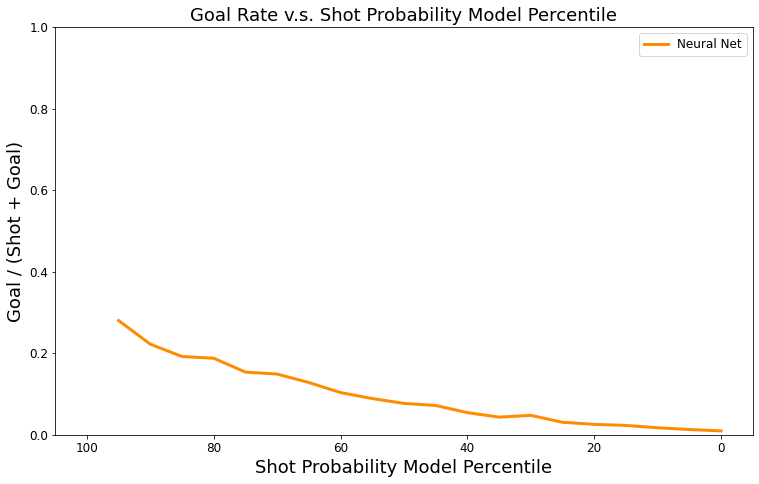 Goal Rate v.s. Shot Probability Model Percentile
Neural Net
Goal / (Shot + Goal)
1.0
0.8
0.6
0.4
0.2
0.0
100 80 60 40 20 0
Shot Probability Model Percentile